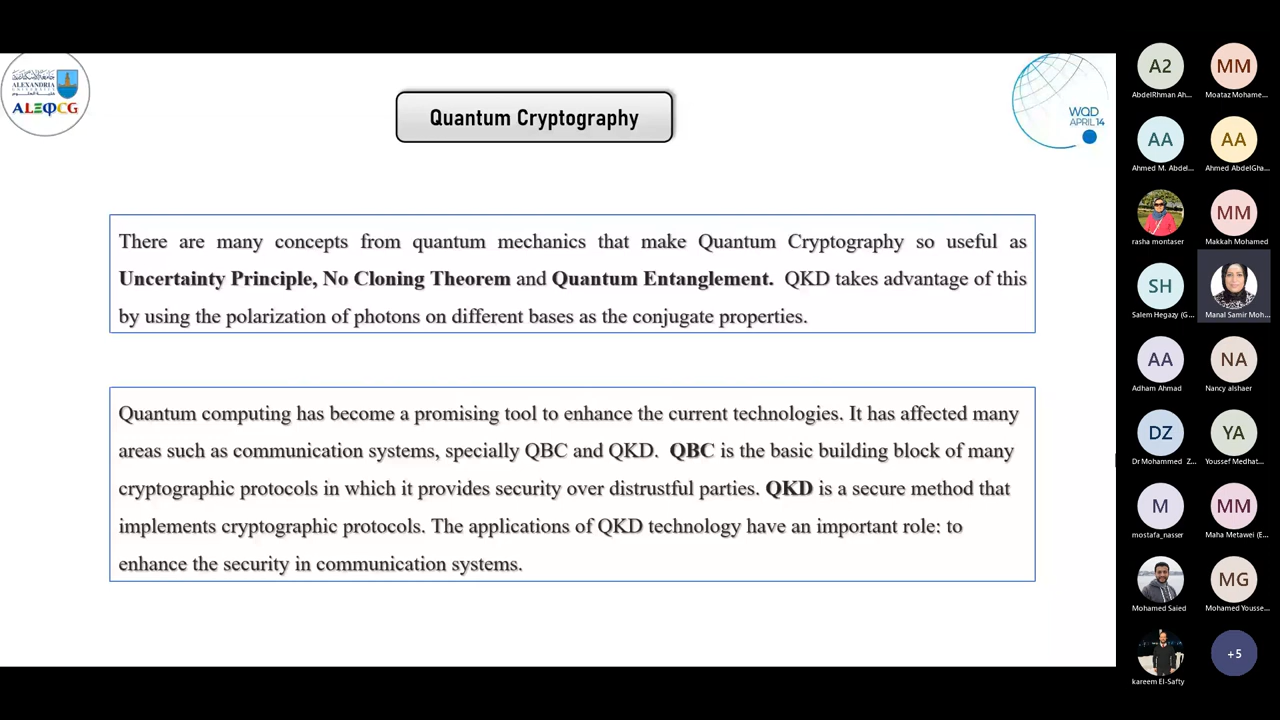 ALEXANDRIA
UNIVERSITY
ALEΦCG
WQD
APRIL 14
Quantum Cryptography
There are many concepts from quantum mechanics that make Quantum Cryptography so useful as
Uncertainty Principle, No Cloning Theorem and Quantum Entanglement. QKD takes advantage of this
by using the polarization of photons on different bases as the conjugate properties.
Quantum computing has become a promising tool to enhance the current technologies. It has affected many
areas such as communication systems, specially QBC and QKD. QBC is the basic building block of many
cryptographic protocols in which it provides security over distrustful parties. QKD is a secure method that
implements cryptographic protocols. The applications of QKD technology have an important role: to
enhance the security in communication systems.
A2
AbdelRhman Ah...
MM
Moataz Mohame...
AA
Ahmed M. Abdel...
AA
Ahmed AbdelGha...
rasha montaser
MM
Makkah Mohamed
SH
Salem Hegazy (G...
Manal Samir Moh...
AA
Adham Ahmad
NA
Nancy alshaer
DZ
Dr Mohammed Z...
YA
Youssef Medhat...
M
mostafa_nasser
MM
Maha Metawei (E...
Mohamed Saied
MG
Mohamed Yousse...
kareem El-Safty
+5